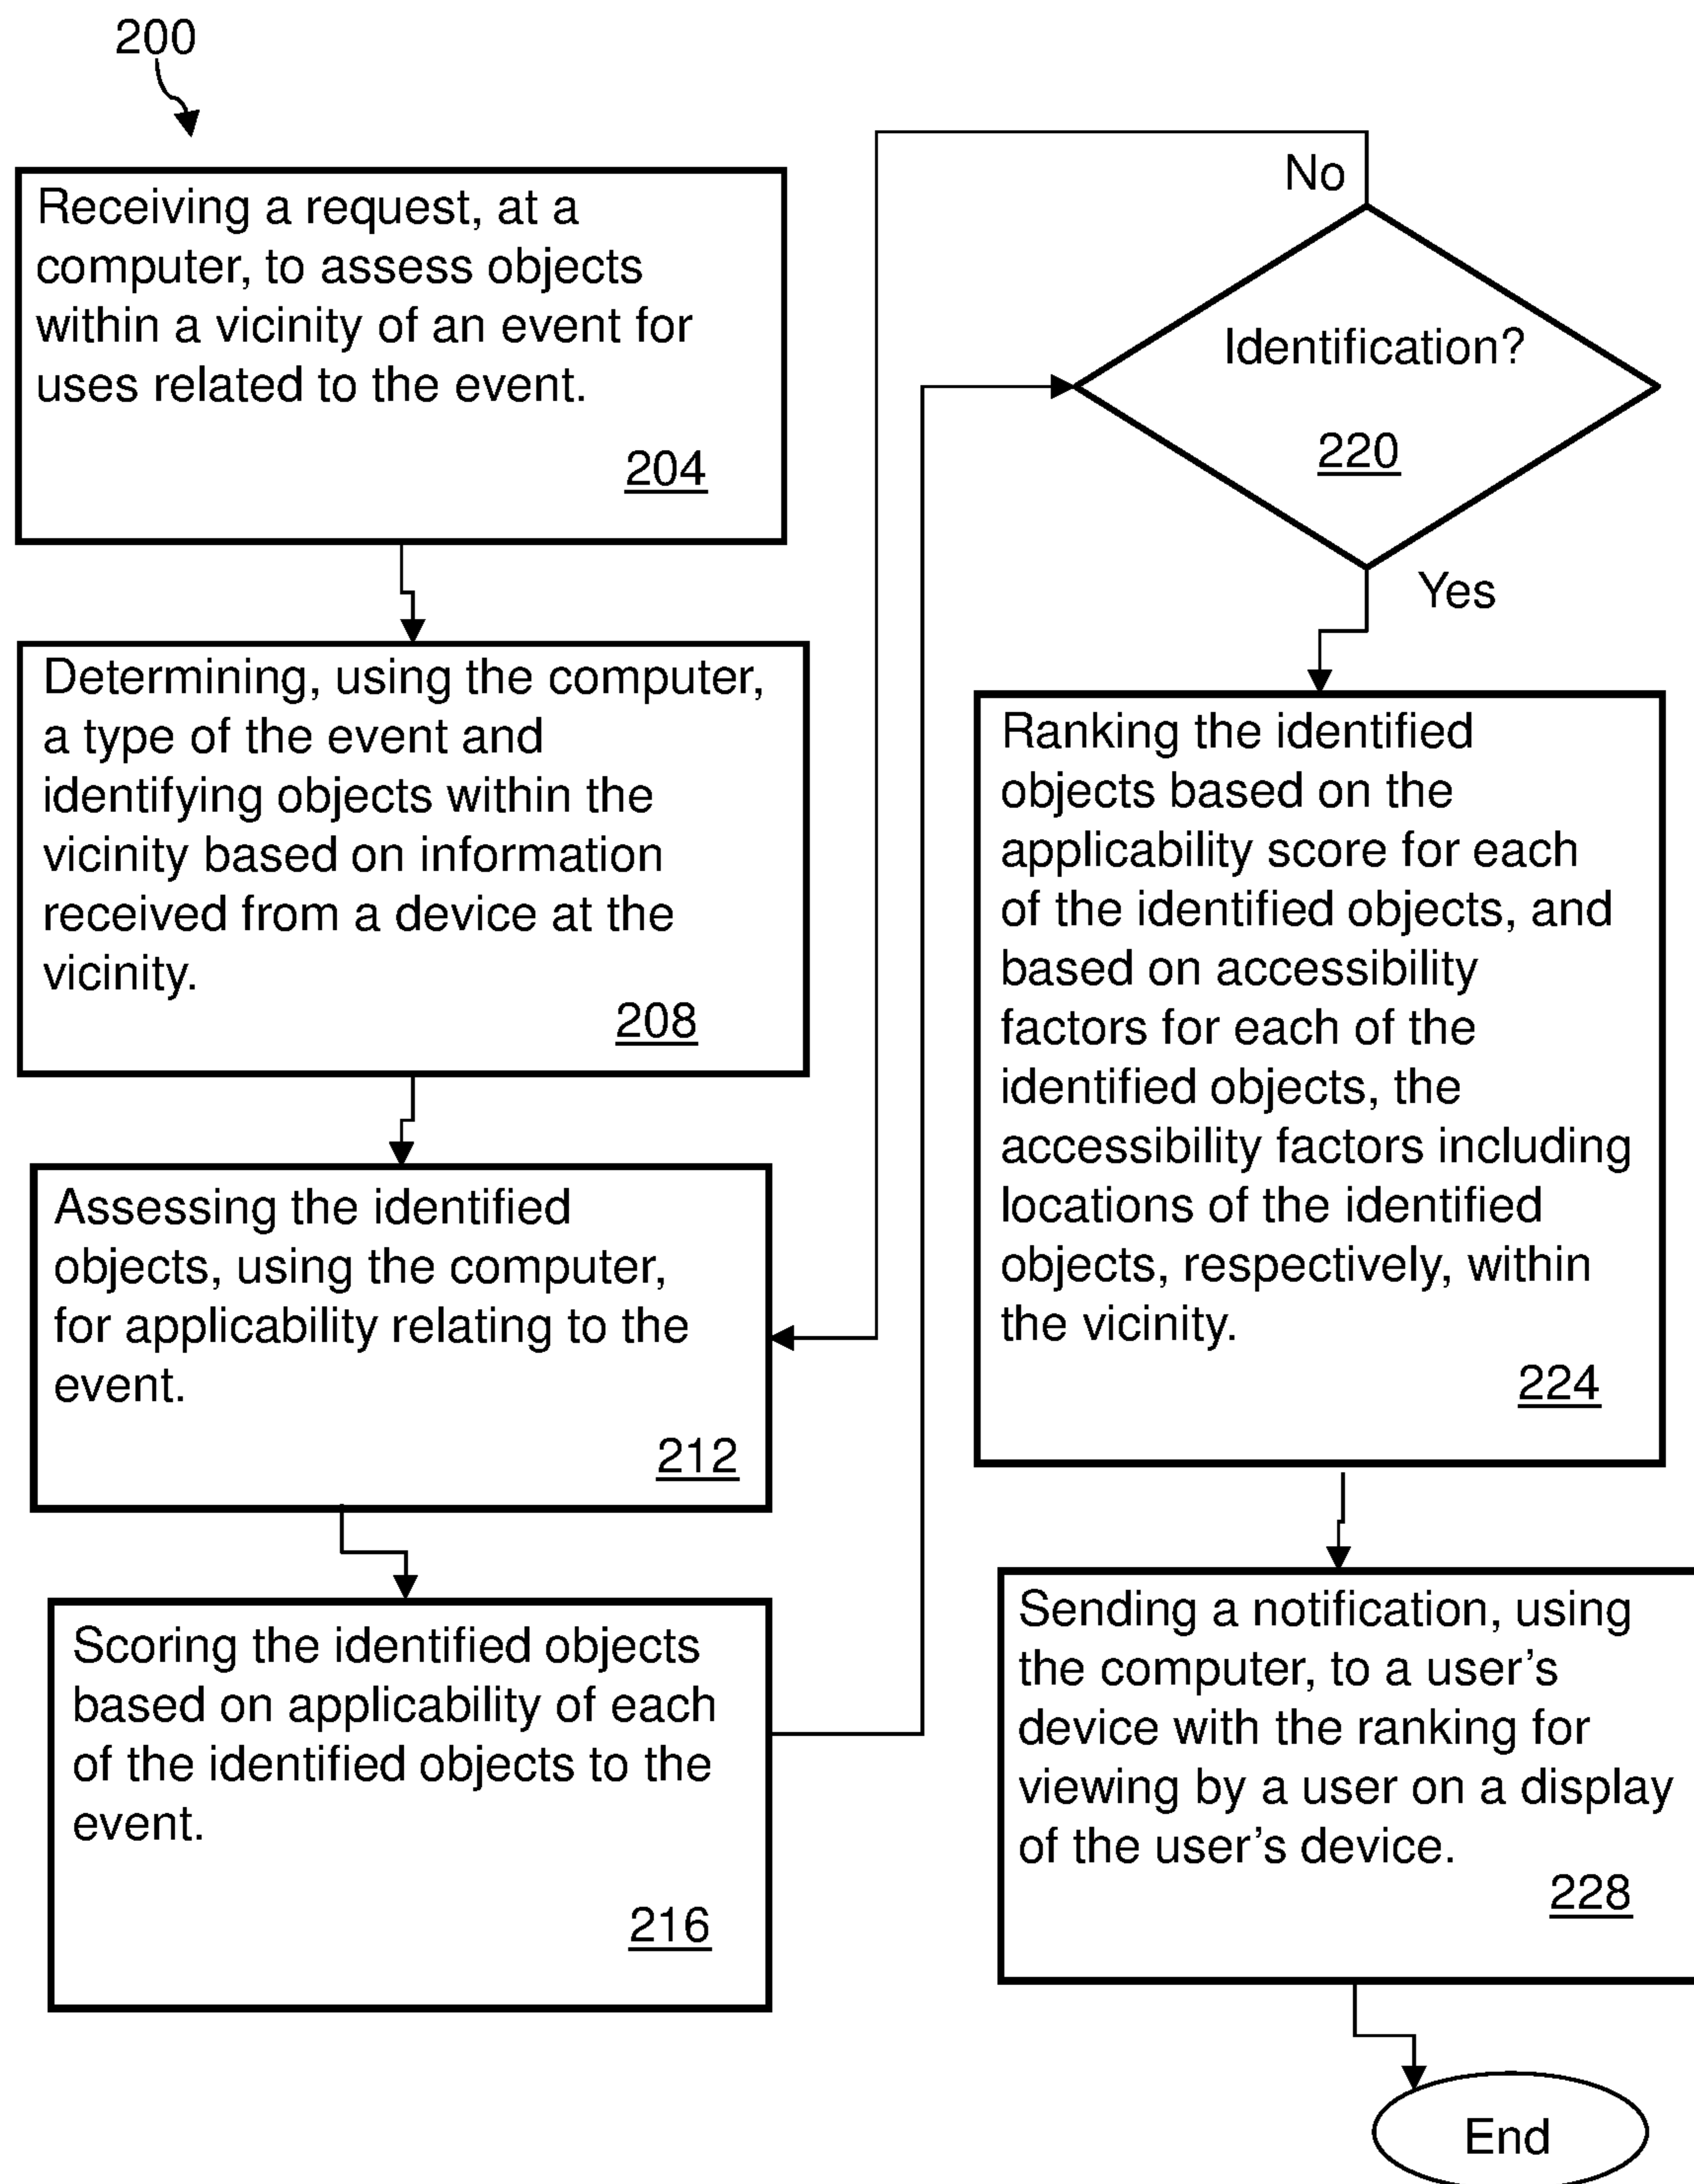 200
Receiving a request, at a
computer, to assess objects
within a vicinity of an event for
uses related to the event.
204
Determining, using the computer,
a type of the event and
identifying objects within the
vicinity based on information
received from a device at the
vicinity.
208
Assessing the identified
objects, using the computer,
for applicability relating to the
event.
212
Scoring the identified objects
based on applicability of each
of the identified objects to the
event.
216
No
Identification?
220
Yes
Ranking the identified
objects based on the
applicability score for each
of the identified objects, and
based on accessibility
factors for each of the
identified objects, the
accessibility factors including
locations of the identified
objects, respectively, within
the vicinity.
224
Sending a notification, using
the computer, to a user’s
device with the ranking for
viewing by a user on a display
of the user’s device.
228
End